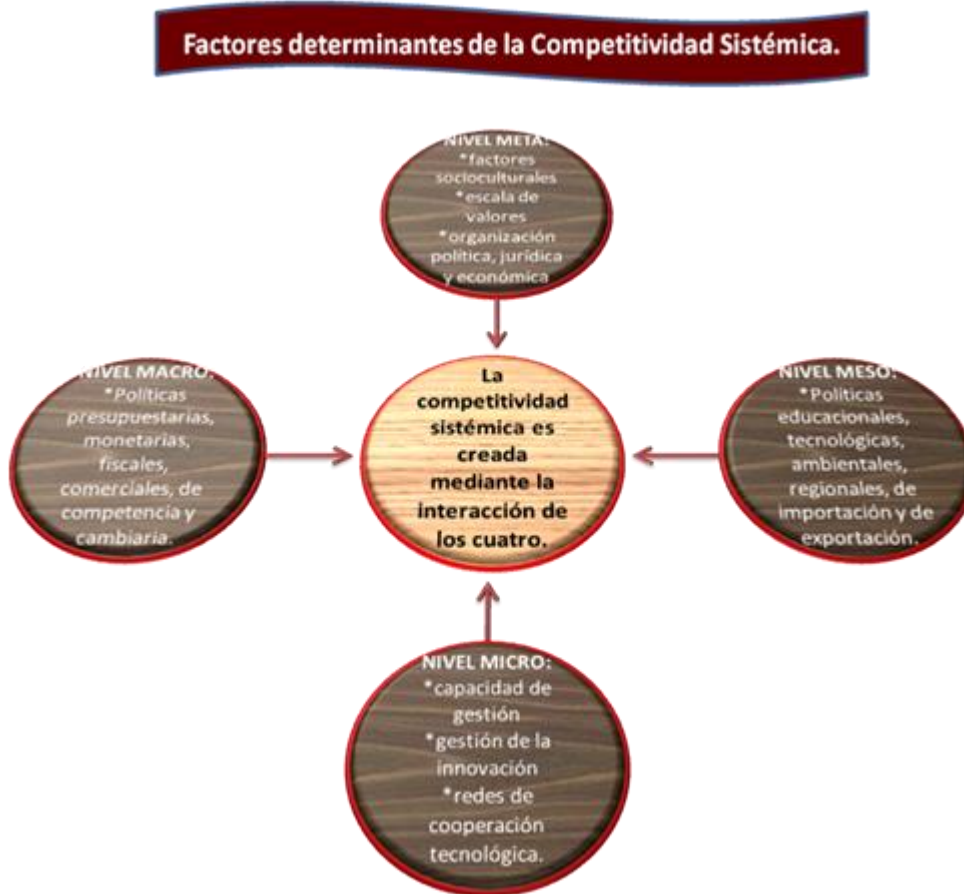 Factores determinantes de la Competitividad Sistémica.
NIVEL META:
*factores
socioculturales
*escala de
valores
*organización
política, jurídica
y económica
NIVEL MACRO:
*Políticas
presupuestarias,
monetarias,
fiscales,
comerciales, de
competencia y
cambiaria.
La
competitividad
sistémica es
creada
mediante la
interacción de
los cuatro.
NIVEL MESO:
*Políticas
educacionales,
tecnológicas,
ambientales,
regionales, de
importación y de
exportación.
NIVEL MICRO:
*capacidad de
gestión
*gestión de la
innovación
*redes de
cooperación
tecnológica.